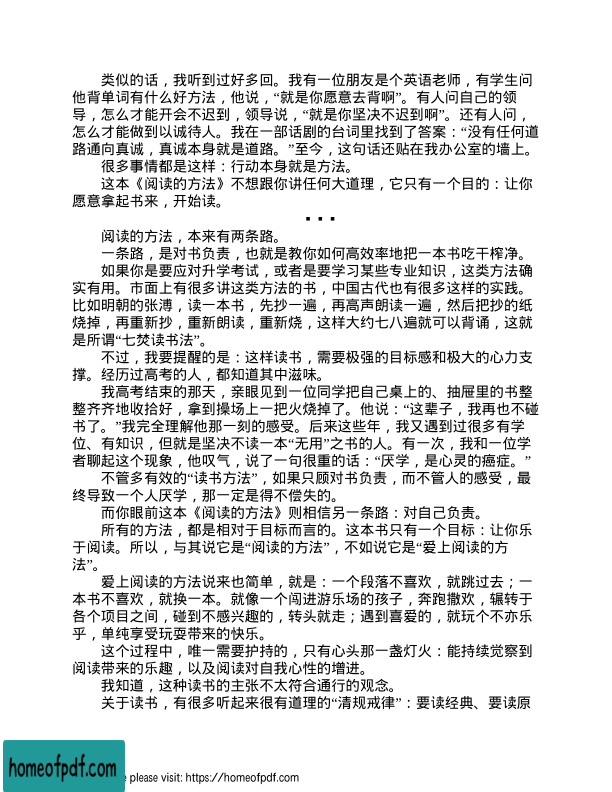 类似的话，我听到过好多回。我有一位朋友是个英语老师，有学生问
他背单词有什么好方法，他说，“就是你愿意去背啊”。有人问自己的领
导，怎么才能开会不迟到，领导说，“就是你坚决不迟到啊”。还有人问，
怎么才能做到以诚待人。我在一部话剧的台词里找到了答案：“没有任何道
路通向真诚，真诚本身就是道路。”至今，这句话还贴在我办公室的墙上。
很多事情都是这样：行动本身就是方法。
这本《阅读的方法》不想跟你讲任何大道理，它只有一个目的：让你
愿意拿起书来，开始读。
▪ ▪ ▪
阅读的方法，本来有两条路。
一条路，是对书负责，也就是教你如何高效率地把一本书吃干榨净。
如果你是要应对升学考试，或者是要学习某些专业知识，这类方法确
实有用。市面上有很多讲这类方法的书，中国古代也有很多这样的实践。
比如明朝的张溥，读一本书，先抄一遍，再高声朗读一遍，然后把抄的纸
烧掉，再重新抄，重新朗读，重新烧，这样大约七八遍就可以背诵，这就
是所谓“七焚读书法”。
不过，我要提醒的是：这样读书，需要极强的目标感和极大的心力支
撑。经历过高考的人，都知道其中滋味。
我高考结束的那天，亲眼见到一位同学把自己桌上的、抽屉里的书整
整齐齐地收拾好，拿到操场上一把火烧掉了。他说：“这辈子，我再也不碰
书了。”我完全理解他那一刻的感受。后来这些年，我又遇到过很多有学
位、有知识，但就是坚决不读一本“无用”之书的人。有一次，我和一位学
者聊起这个现象，他叹气，说了一句很重的话：“厌学，是心灵的癌症。”
不管多有效的“读书方法”，如果只顾对书负责，而不管人的感受，最
终导致一个人厌学，那一定是得不偿失的。
而你眼前这本《阅读的方法》则相信另一条路：对自己负责。
所有的方法，都是相对于目标而言的。这本书只有一个目标：让你乐
于阅读。所以，与其说它是“阅读的方法”，不如说它是“爱上阅读的方
法”。
爱上阅读的方法说来也简单，就是：一个段落不喜欢，就跳过去；一
本书不喜欢，就换一本。就像一个闯进游乐场的孩子，奔跑撒欢，辗转于
各个项目之间，碰到不感兴趣的，转头就走；遇到喜爱的，就玩个不亦乐
乎，单纯享受玩耍带来的快乐。
这个过程中，唯一需要护持的，只有心头那一盏灯火：能持续觉察到
阅读带来的乐趣，以及阅读对自我心性的增进。
我知道，这种读书的主张不太符合通行的观念。
关于读书，有很多听起来很有道理的“清规戒律”：要读经典、要读原
homeofpdf.com
e please visit: https://homeofpdf.com